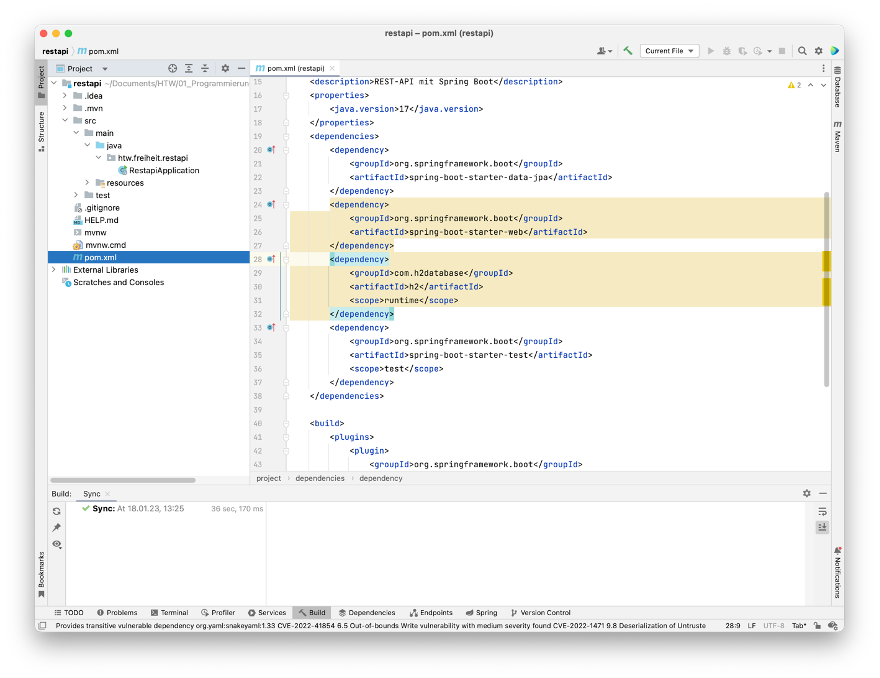 restapi – pom.xml (restapi)
restapi
pom.xml
Current File
Project
pom.xml (restapi)
Project
Structure
Bookmarks
restapi ~/Documents/HTW/01_Programmierun
.idea
.mvn
src
main
java
htw.freiheit.restapi
RestapiApplication
resources
test
.gitignore
HELP.md
mvnw
mvnw.cmd
pom.xml
External Libraries
Scratches and Consoles
15 <description>REST-API mit Spring Boot</description>
16 <properties>
17 <java.version>17</java.version>
18 </properties>
19 <dependencies>
20 <dependency>
21 <groupId>org.springframework.boot</groupId>
22 <artifactId>spring-boot-starter-data-jpa</artifactId>
23 </dependency>
24 <dependency>
25 <groupId>org.springframework.boot</groupId>
26 <artifactId>spring-boot-starter-web</artifactId>
27 </dependency>
28 <dependency>
29 <groupId>com.h2database</groupId>
30 <artifactId>h2</artifactId>
31 <scope>runtime</scope>
32 </dependency>
33 <dependency>
34 <groupId>org.springframework.boot</groupId>
35 <artifactId>spring-boot-starter-test</artifactId>
36 <scope>test</scope>
37 </dependency>
38 </dependencies>
39
40 <build>
41 <plugins>
42 <plugin>
43 <groupId>org.springframework.boot</groupId>
2
Database
m Maven
Notifications
project › dependencies › dependency
Build: Sync
Sync: At 18.01.23, 13:25 36 sec, 170 ms
TODO Problems Terminal Profiler Services Build Dependencies Endpoints Spring Version Control
Provides transitive vulnerable dependency org.yaml:snakeyaml:1.33 CVE-2022-41854 6.5 Out-of-bounds Write vulnerability with medium severity found CVE-2022-1471 9.8 Deserialization of Untruste 28:9 LF UTF-8 Tab*